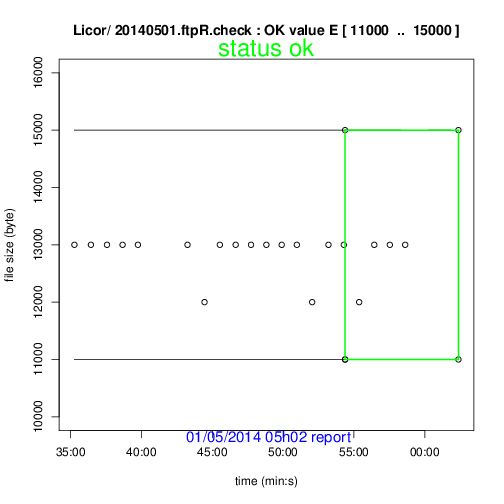 Licor/ 20140501.ftpR.check : OK value E [ 11000 .. 15000 ]
status ok
16000
15000
14000
13000
12000
11000
10000
file size (byte)
01/05/2014 05h02 report
35:00 40:00 45:00 50:00 55:00 00:00
time (min:s)